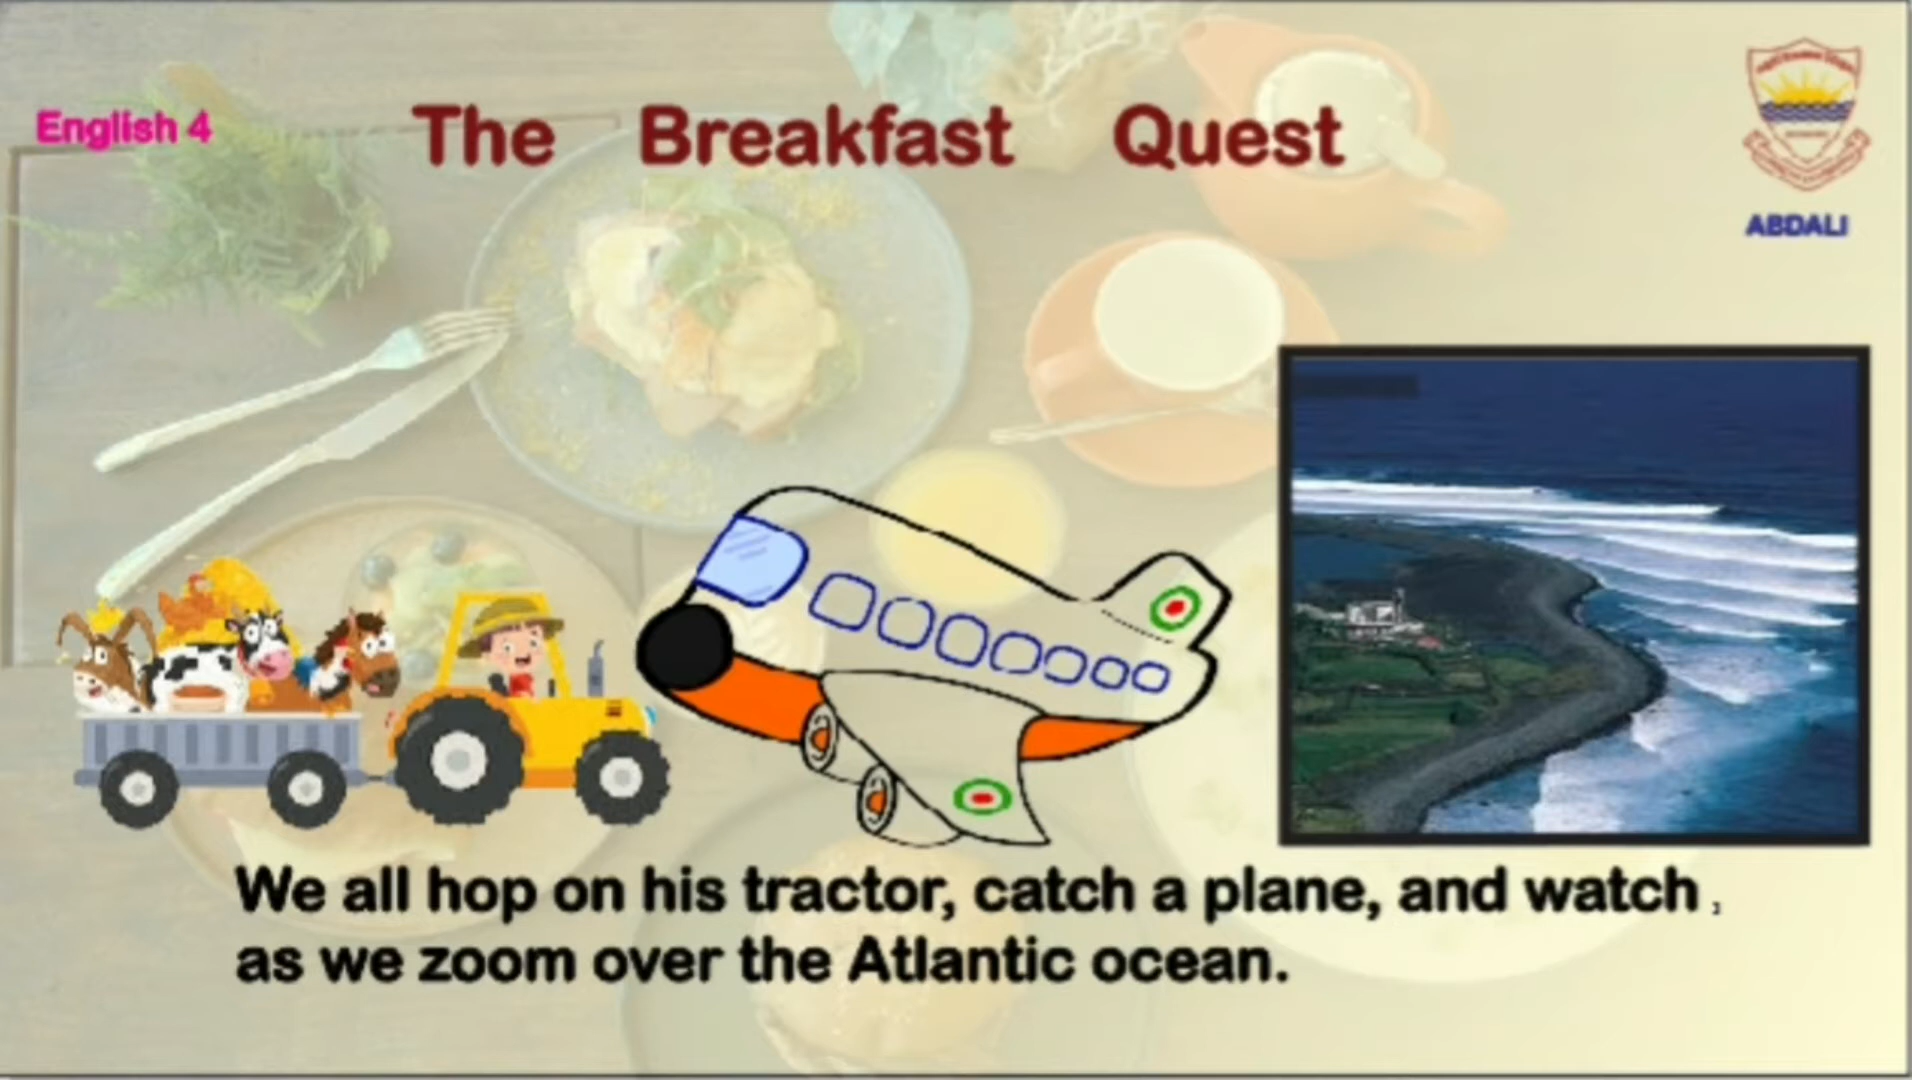 English 4
The Breakfast Quest
ABDALI
We all hop on his tractor, catch a plane, and watch ,
as we zoom over the Atlantic ocean.